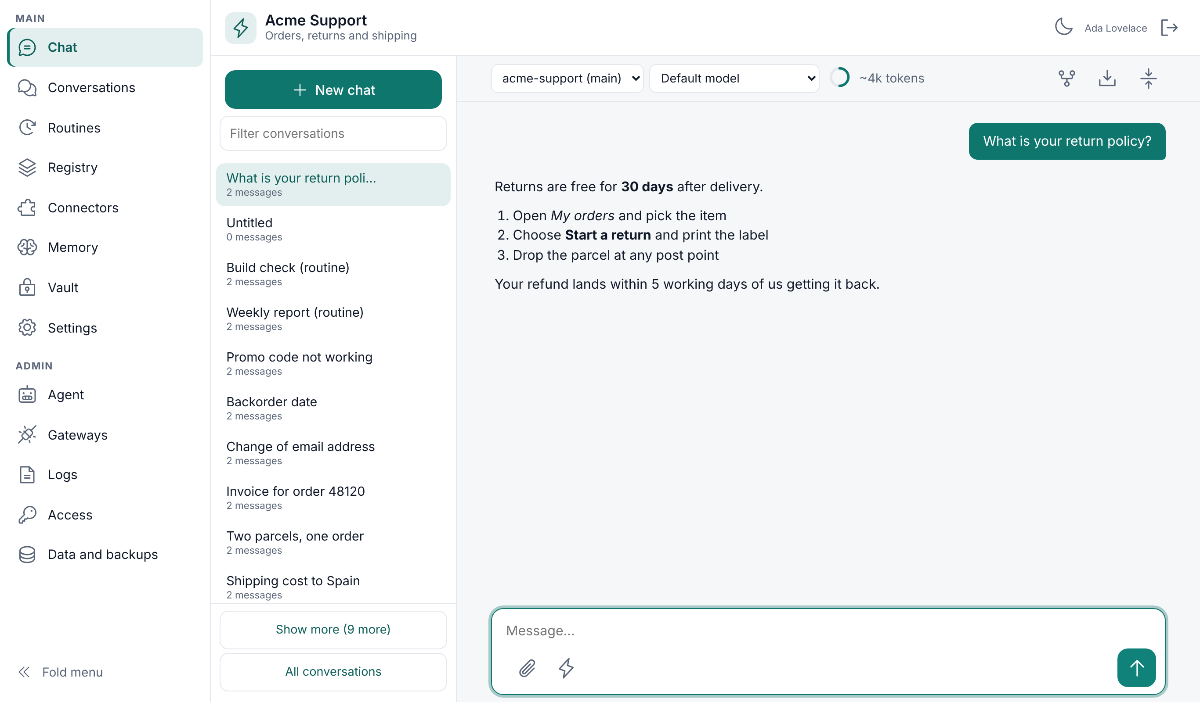 MAIN
Chat
Conversations
Routines
Registry
Connectors
Memory
Vault
Settings
ADMIN
Agent
Gateways
Logs
Access
Data and backups
Fold menu
Acme Support
Orders, returns and shipping
Ada Lovelace
New chat
Filter conversations
What is your return poli...
2 messages
Untitled
0 messages
Build check (routine)
2 messages
Weekly report (routine)
2 messages
Promo code not working
2 messages
Backorder date
2 messages
Change of email address
2 messages
Invoice for order 48120
2 messages
Two parcels, one order
2 messages
Shipping cost to Spain
2 messages
Show more (9 more)
All conversations
acme-support (main)
Default model
~4k tokens
What is your return policy?
Returns are free for 30 days after delivery.
1. Open My orders and pick the item
2. Choose Start a return and print the label
3. Drop the parcel at any post point
Your refund lands within 5 working days of us getting it back.
Message...